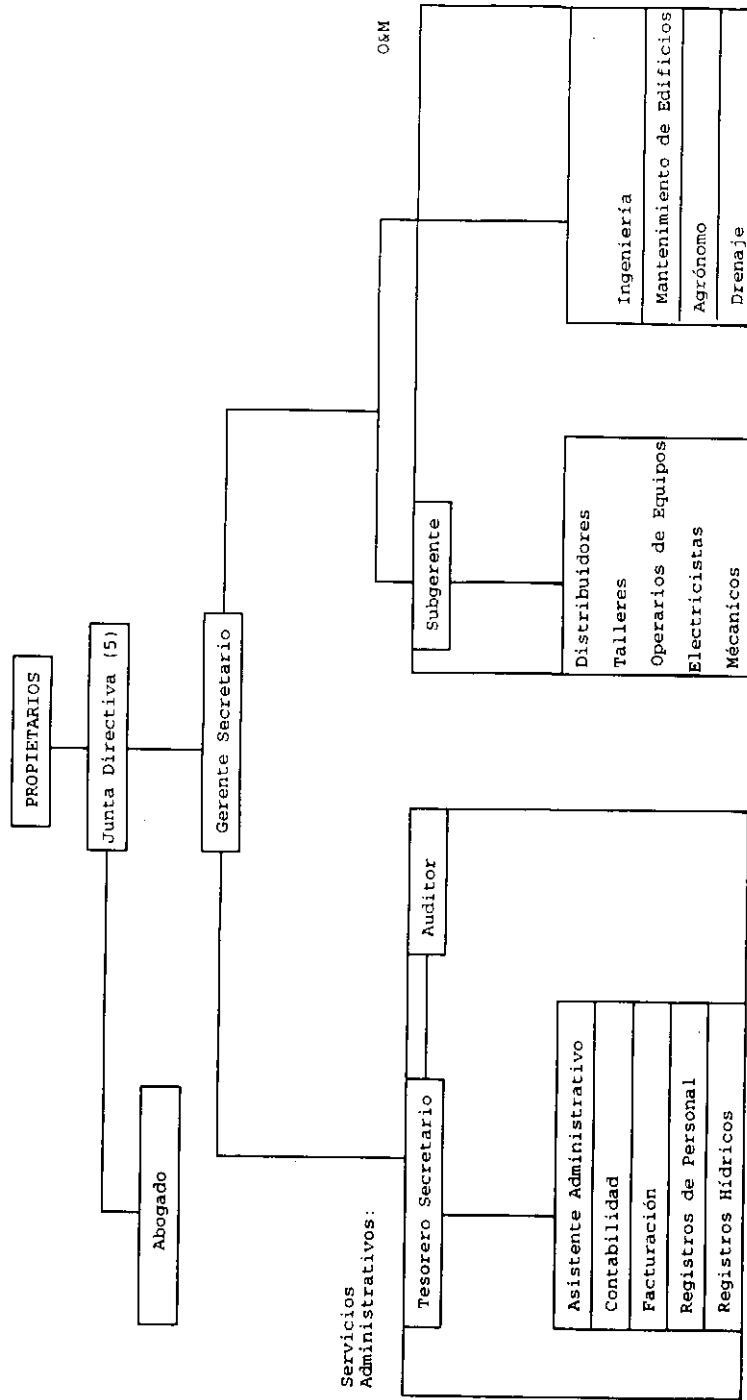 PROPIETARIOS
Junta Directiva (5)
Abogado
Gerente Secretario
Servicios
Administrativos:
Tesorero Secretario
Auditor
Asistente Administrativo
Contabilidad
Facturación
Registros de Personal
Registros Hídricos
O&M
Subgerente
Distribuidores
Talleres
Operarios de Equipos
Electricistas
Mécanicos
Ingeniería
Mantenimiento de Edificios
Agrónomo
Drenaje